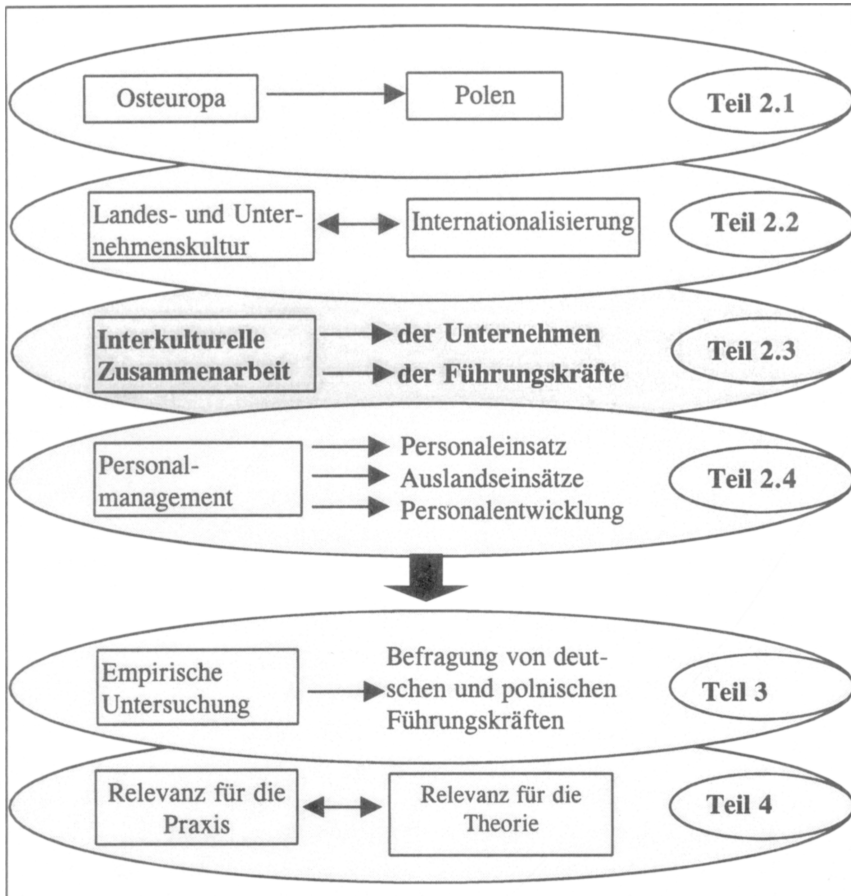 Osteuropa
Polen
Teil 2.1
Landes- und Unter-
nehmenskultur
Internationalisierung
Teil 2.2
Interkulturelle
Zusammenarbeit
der Unternehmen
der Führungskräfte
Teil 2.3
Personal-
management
Personaleinsatz
Auslandseinsätze
Personalentwicklung
Teil 2.4
Empirische
Untersuchung
Befragung von deut-
schen und polnischen
Führungskräften
Teil 3
Relevanz für die
Praxis
Relevanz für die
Theorie
Teil 4